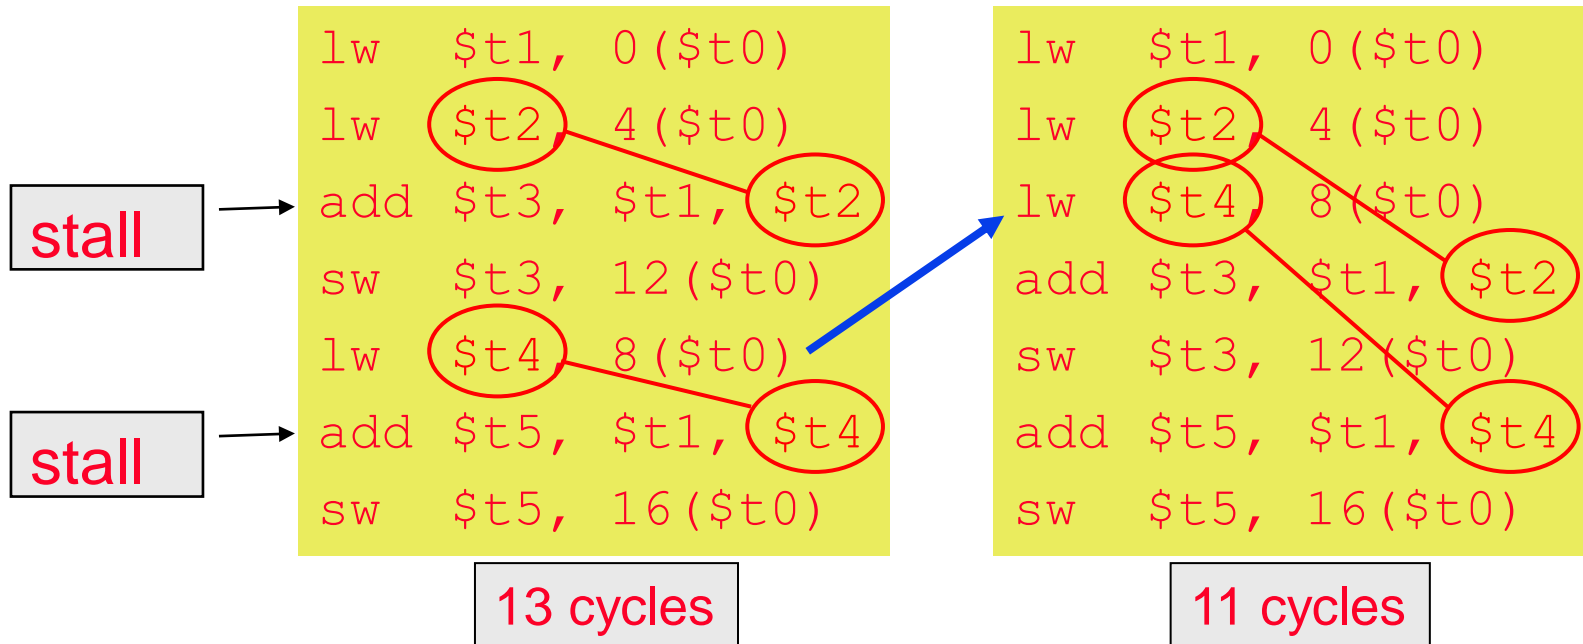 lw $t1, 0($t0)
lw $t2, 4($t0)
add $t3, $t1, $t2
sw $t3, 12($t0)
lw $t4, 8($t0)
add $t5, $t1, $t4
sw $t5, 16($t0)
stall
stall
13 cycles
lw $t1, 0($t0)
lw $t2, 4($t0)
lw $t4, 8($t0)
add $t3, $t1, $t2
sw $t3, 12($t0)
add $t5, $t1, $t4
sw $t5, 16($t0)
11 cycles